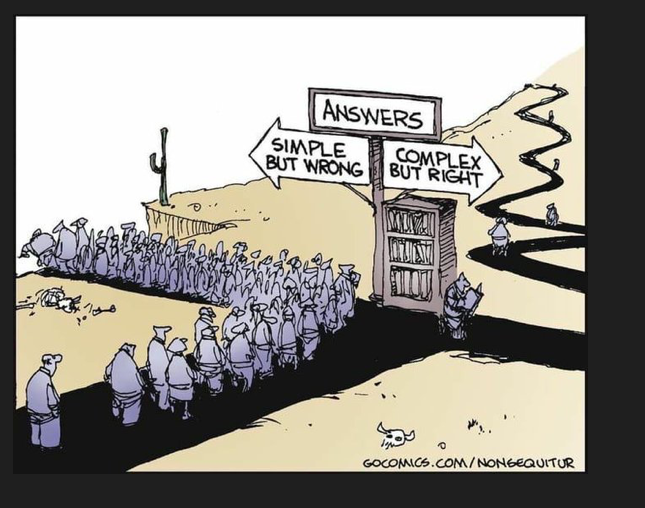 ANSWERS
SIMPLE
BUT WRONG
COMPLEX
BUT RIGHT
GOCOMICS.COM/NONSEQUITUR